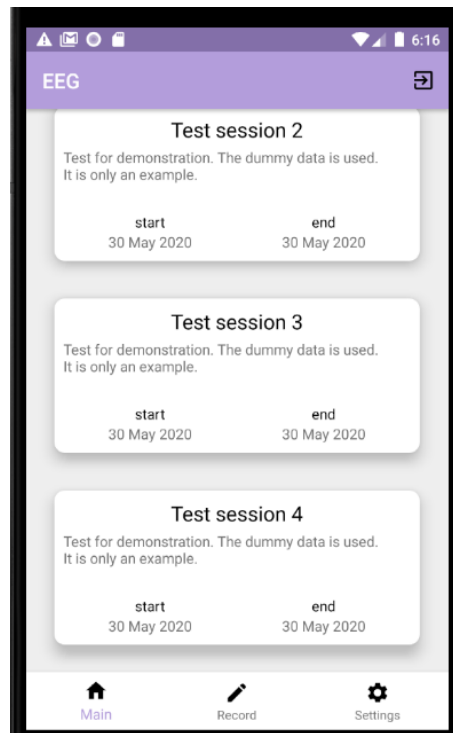 6:16
EEG
Test session 2
Test for demonstration. The dummy data is used.
It is only an example.
start end
30 May 2020 30 May 2020
Test session 3
Test for demonstration. The dummy data is used.
It is only an example.
start end
30 May 2020 30 May 2020
Test session 4
Test for demonstration. The dummy data is used.
It is only an example.
start end
30 May 2020 30 May 2020
Main Record Settings